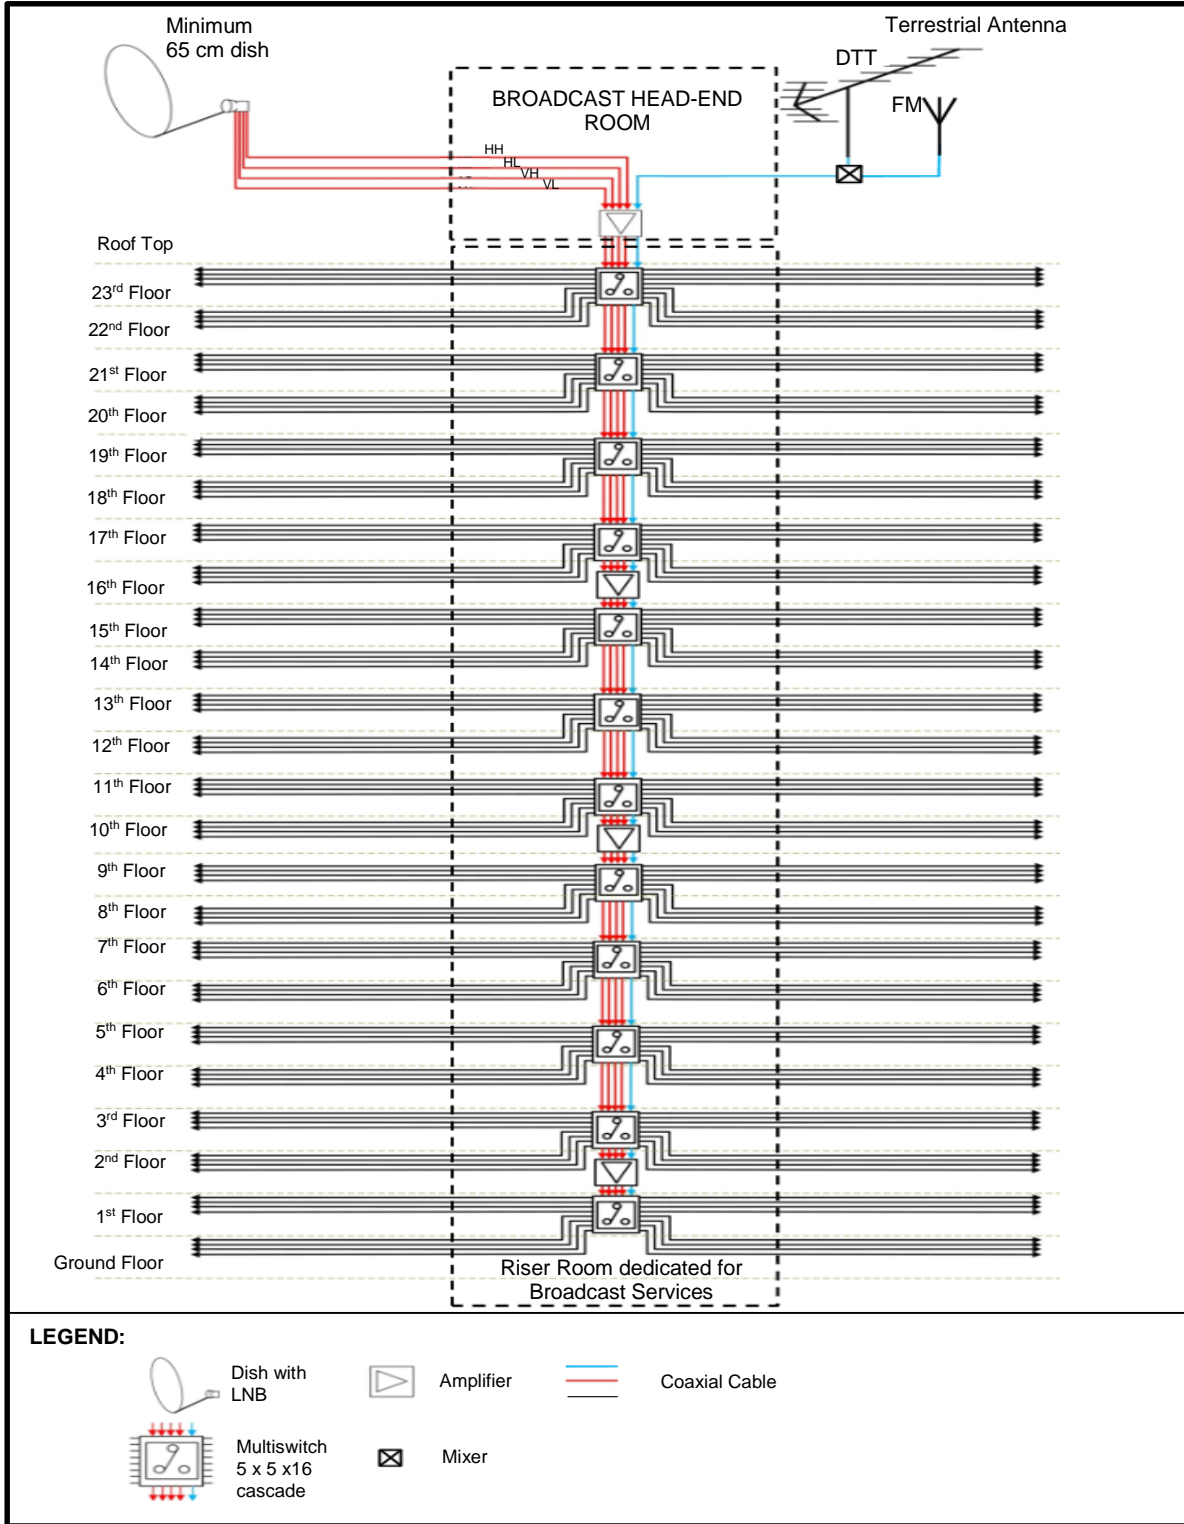 Minimum
65 cm dish
Terrestrial Antenna
DTT
FM
BROADCAST HEAD-END
ROOM
HH
HL
VH
VL
Roof Top
23rd Floor
22nd Floor
21st Floor
20th Floor
19th Floor
18th Floor
17th Floor
16th Floor
15th Floor
14th Floor
13th Floor
12th Floor
11th Floor
10th Floor
9th Floor
8th Floor
7th Floor
6th Floor
5th Floor
4th Floor
3rd Floor
2nd Floor
1st Floor
Ground Floor
Riser Room dedicated for
Broadcast Services
LEGEND:
Dish with
LNB
Amplifier
Coaxial Cable
Multiswitch
5 x 5 x16
cascade
Mixer